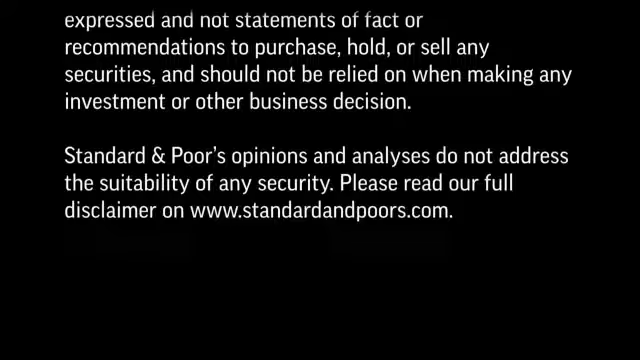 expressed and not statements of fact or
recommendations to purchase, hold, or sell any
securities, and should not be relied on when making any
investment or other business decision.
Standard & Poor's opinions and analyses do not address
the suitability of any security. Please read our full
disclaimer on www.standardandpoors.com.